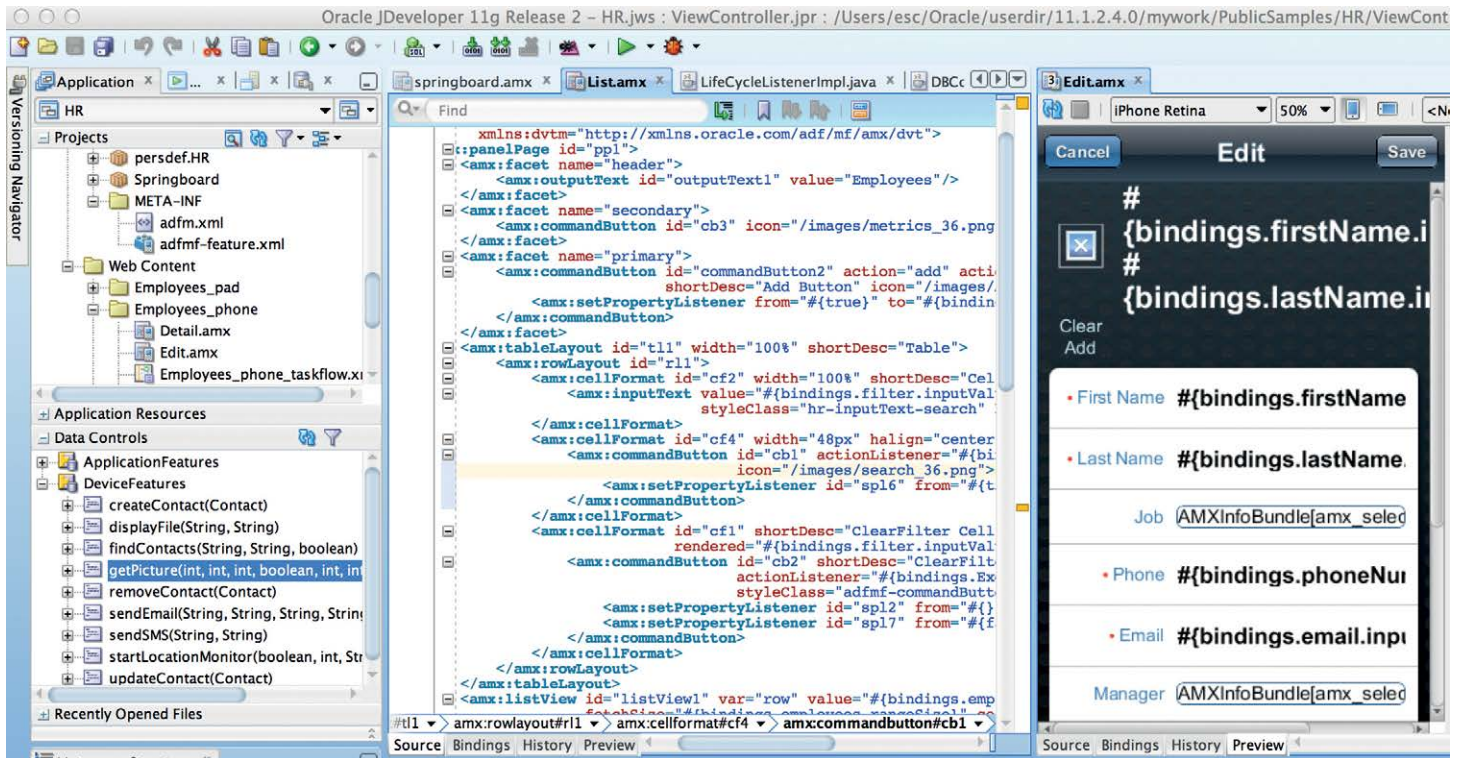 Oracle JDeveloper 11g Release 2 – HR.jws : ViewController.jpr : /Users/esc/Oracle/userdir/11.1.2.4.0/mywork/PublicSamples/HR/ViewCont
Versioning Navigator
Application
HR
Projects
persdef.HR
Springboard
META-INF
adfm.xml
adfmf-feature.xml
Web Content
Employees_pad
Employees_phone
Detail.amx
Edit.amx
Employees_phone_taskflow.xm
Application Resources
Data Controls
ApplicationFeatures
DeviceFeatures
createContact(Contact)
displayFile(String, String)
findContacts(String, String, boolean)
getPicture(int, int, int, boolean, int, int
removeContact(Contact)
sendEmail(String, String, String, String
sendSMS(String, String)
startLocationMonitor(boolean, int, Str
updateContact(Contact)
Recently Opened Files
springboard.amx List.amx LifeCycleListenerImpl.java DBCc
Find
xmlns:dvtm="http://xmlns.oracle.com/adf/mf/amx/dvt">
::panelPage id="pp1">
<amx:facet name="header">
<amx:outputText id="outputText1" value="Employees"/>
</amx:facet>
<amx:facet name="secondary">
<amx:commandButton id="cb3" icon="/images/metrics_36.png
</amx:facet>
<amx:facet name="primary">
<amx:commandButton id="commandButton2" action="add" acti
shortDesc="Add Button" icon="/images/
<amx:setPropertyListener from="#{true}" to="#{bindin
</amx:commandButton>
</amx:facet>
<amx:tableLayout id="tl1" width="100%" shortDesc="Table">
<amx:rowLayout id="rl1">
<amx:cellFormat id="cf2" width="100%" shortDesc="Cel
<amx:inputText value="#{bindings.filter.inputVal
styleClass="hr-inputText-search"
</amx:cellFormat>
<amx:cellFormat id="cf4" width="48px" halign="center
<amx:commandButton id="cb1" actionListener="#{bi
icon="/images/search_36.png">
<amx:setPropertyListener id="spl6" from="#{t
</amx:commandButton>
</amx:cellFormat>
<amx:cellFormat id="cf1" shortDesc="ClearFilter Cell
rendered="#{bindings.filter.inputVal
<amx:commandButton id="cb2" shortDesc="ClearFilt
actionListener="#{bindings.Ex
styleClass="adfmf-commandButt
<amx:setPropertyListener id="spl2" from="#{}
<amx:setPropertyListener id="spl7" from="#{f
</amx:commandButton>
</amx:cellFormat>
</amx:rowLayout>
</amx:tableLayout>
<amx:listView id="listView1" var="row" value="#{bindings.emp
#tl1 amx:rowlayout#rl1 amx:cellformat#cf4 amx:commandbutton#cb1
Source Bindings History Preview
Edit.amx
iPhone Retina 50% <N
Cancel Edit Save
#
{bindings.firstName.i
#
{bindings.lastName.i
Clear
Add
First Name #{bindings.firstName
Last Name #{bindings.lastName.
Job AMXInfoBundle[amx_selec
Phone #{bindings.phoneNu
Email #{bindings.email.inpu
Manager AMXInfoBundle[amx_selec
Source Bindings History Preview